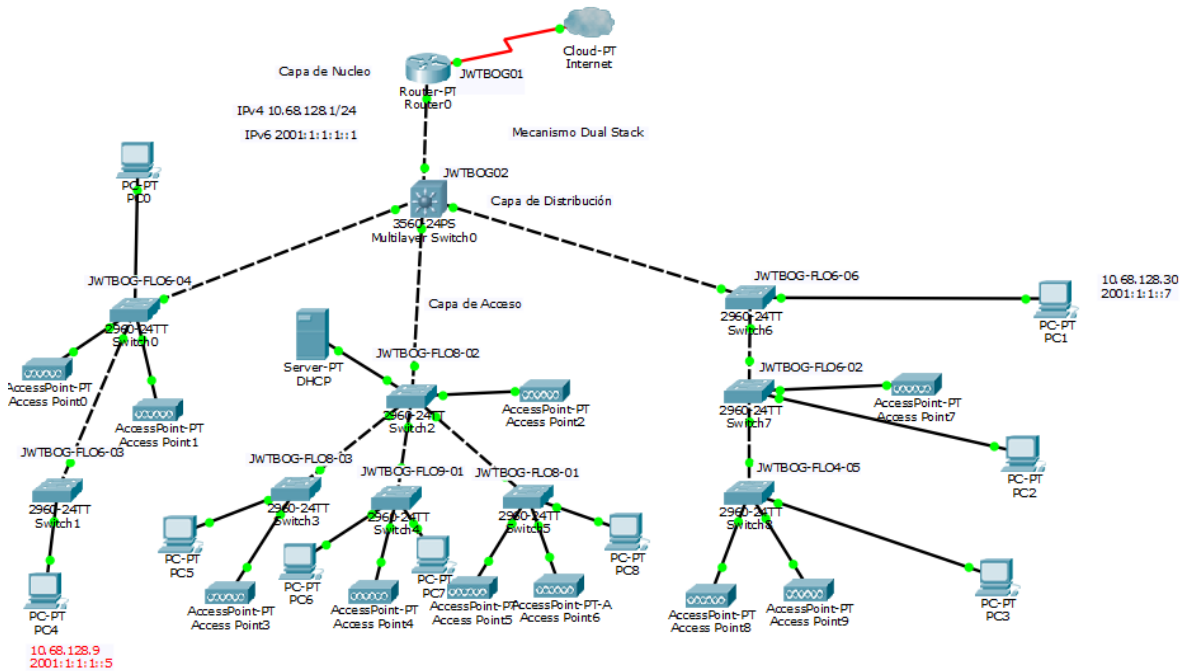 Cloud-PT
Internet
Capa de Nucleo
JWTBOG01
Router-PT
Router0
IPv4 10.68.128.1/24
IPv6 2001:1:1:1::1
Mecanismo Dual Stack
PC-PT
PC0
JWTBOG02
Capa de Distribución
3560-24PS
Multilayer Switch0
JWTBOG-FLO6-04
2960-24TT
Switch0
AccessPoint-PT
Access Point0
AccessPoint-PT
Access Point1
JWTBOG-FLO6-03
2960-24TT
Switch1
PC-PT
PC4
10.68.128.9
2001:1:1:1::5
Capa de Acceso
Server-PT
DHCP
JWTBOG-FLO8-02
2960-24TT
Switch2
AccessPoint-PT
Access Point2
JWTBOG-FLO8-03
2960-24TT
Switch3
PC-PT
PC5
AccessPoint-PT
Access Point3
JWTBOG-FLO9-01
2960-24TT
Switch4
PC-PT
PC6
AccessPoint-PT
Access Point4
PC-PT
PC7
JWTBOG-FLO8-01
2960-24TT
Switch5
AccessPoint-PT
Access Point5
AccessPoint-PT-A
Access Point6
PC-PT
PC8
JWTBOG-FLO6-06
2960-24TT
Switch6
10.68.128.30
2001:1:1::7
PC-PT
PC1
JWTBOG-FLO6-02
2960-24TT
Switch7
AccessPoint-PT
Access Point7
PC-PT
PC2
JWTBOG-FLO4-05
2960-24TT
Switch8
AccessPoint-PT
Access Point8
AccessPoint-PT
Access Point9
PC-PT
PC3